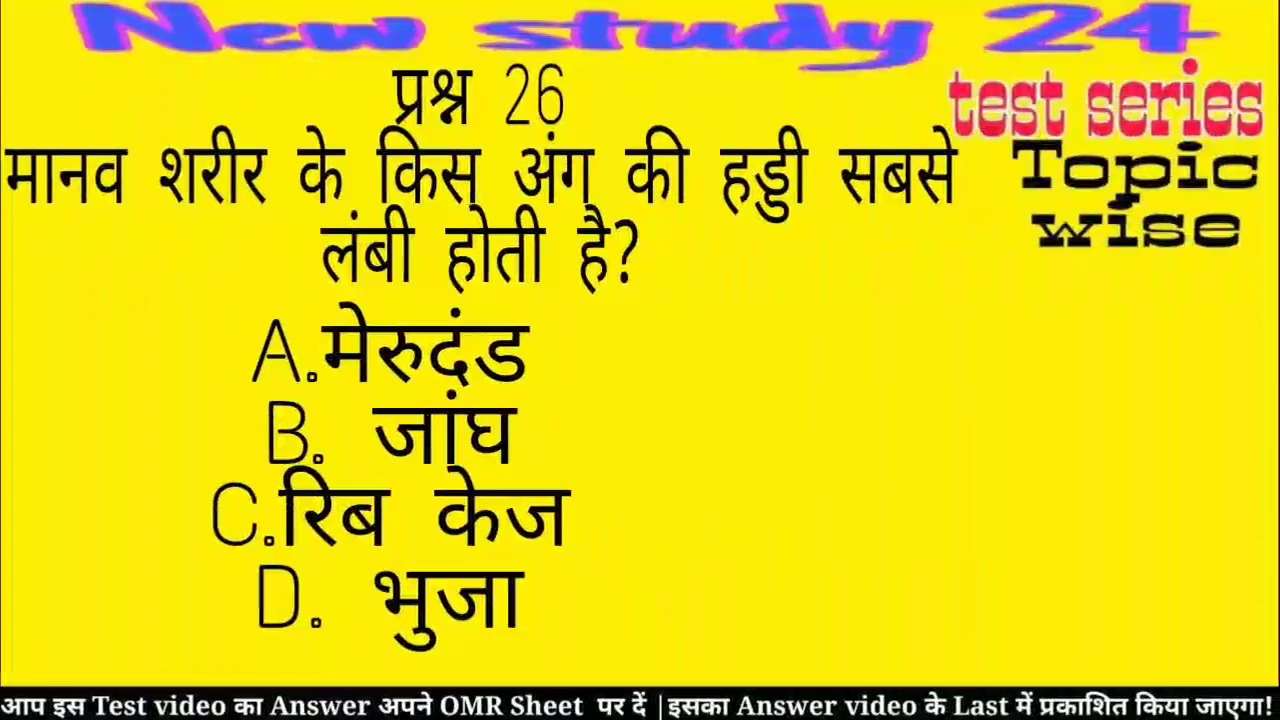 New study 24
test series
Topic
wise
प्रश्न 26
मानव शरीर के किस अंग की हड्डी सबसे
लंबी होती है?
A.मेरुदंड
B. जांघ
C.रिब केज
D. भुजा
आप इस Test video का Answer अपने OMR Sheet पर दें |इसका Answer video के Last में प्रकाशित किया जाएगा!